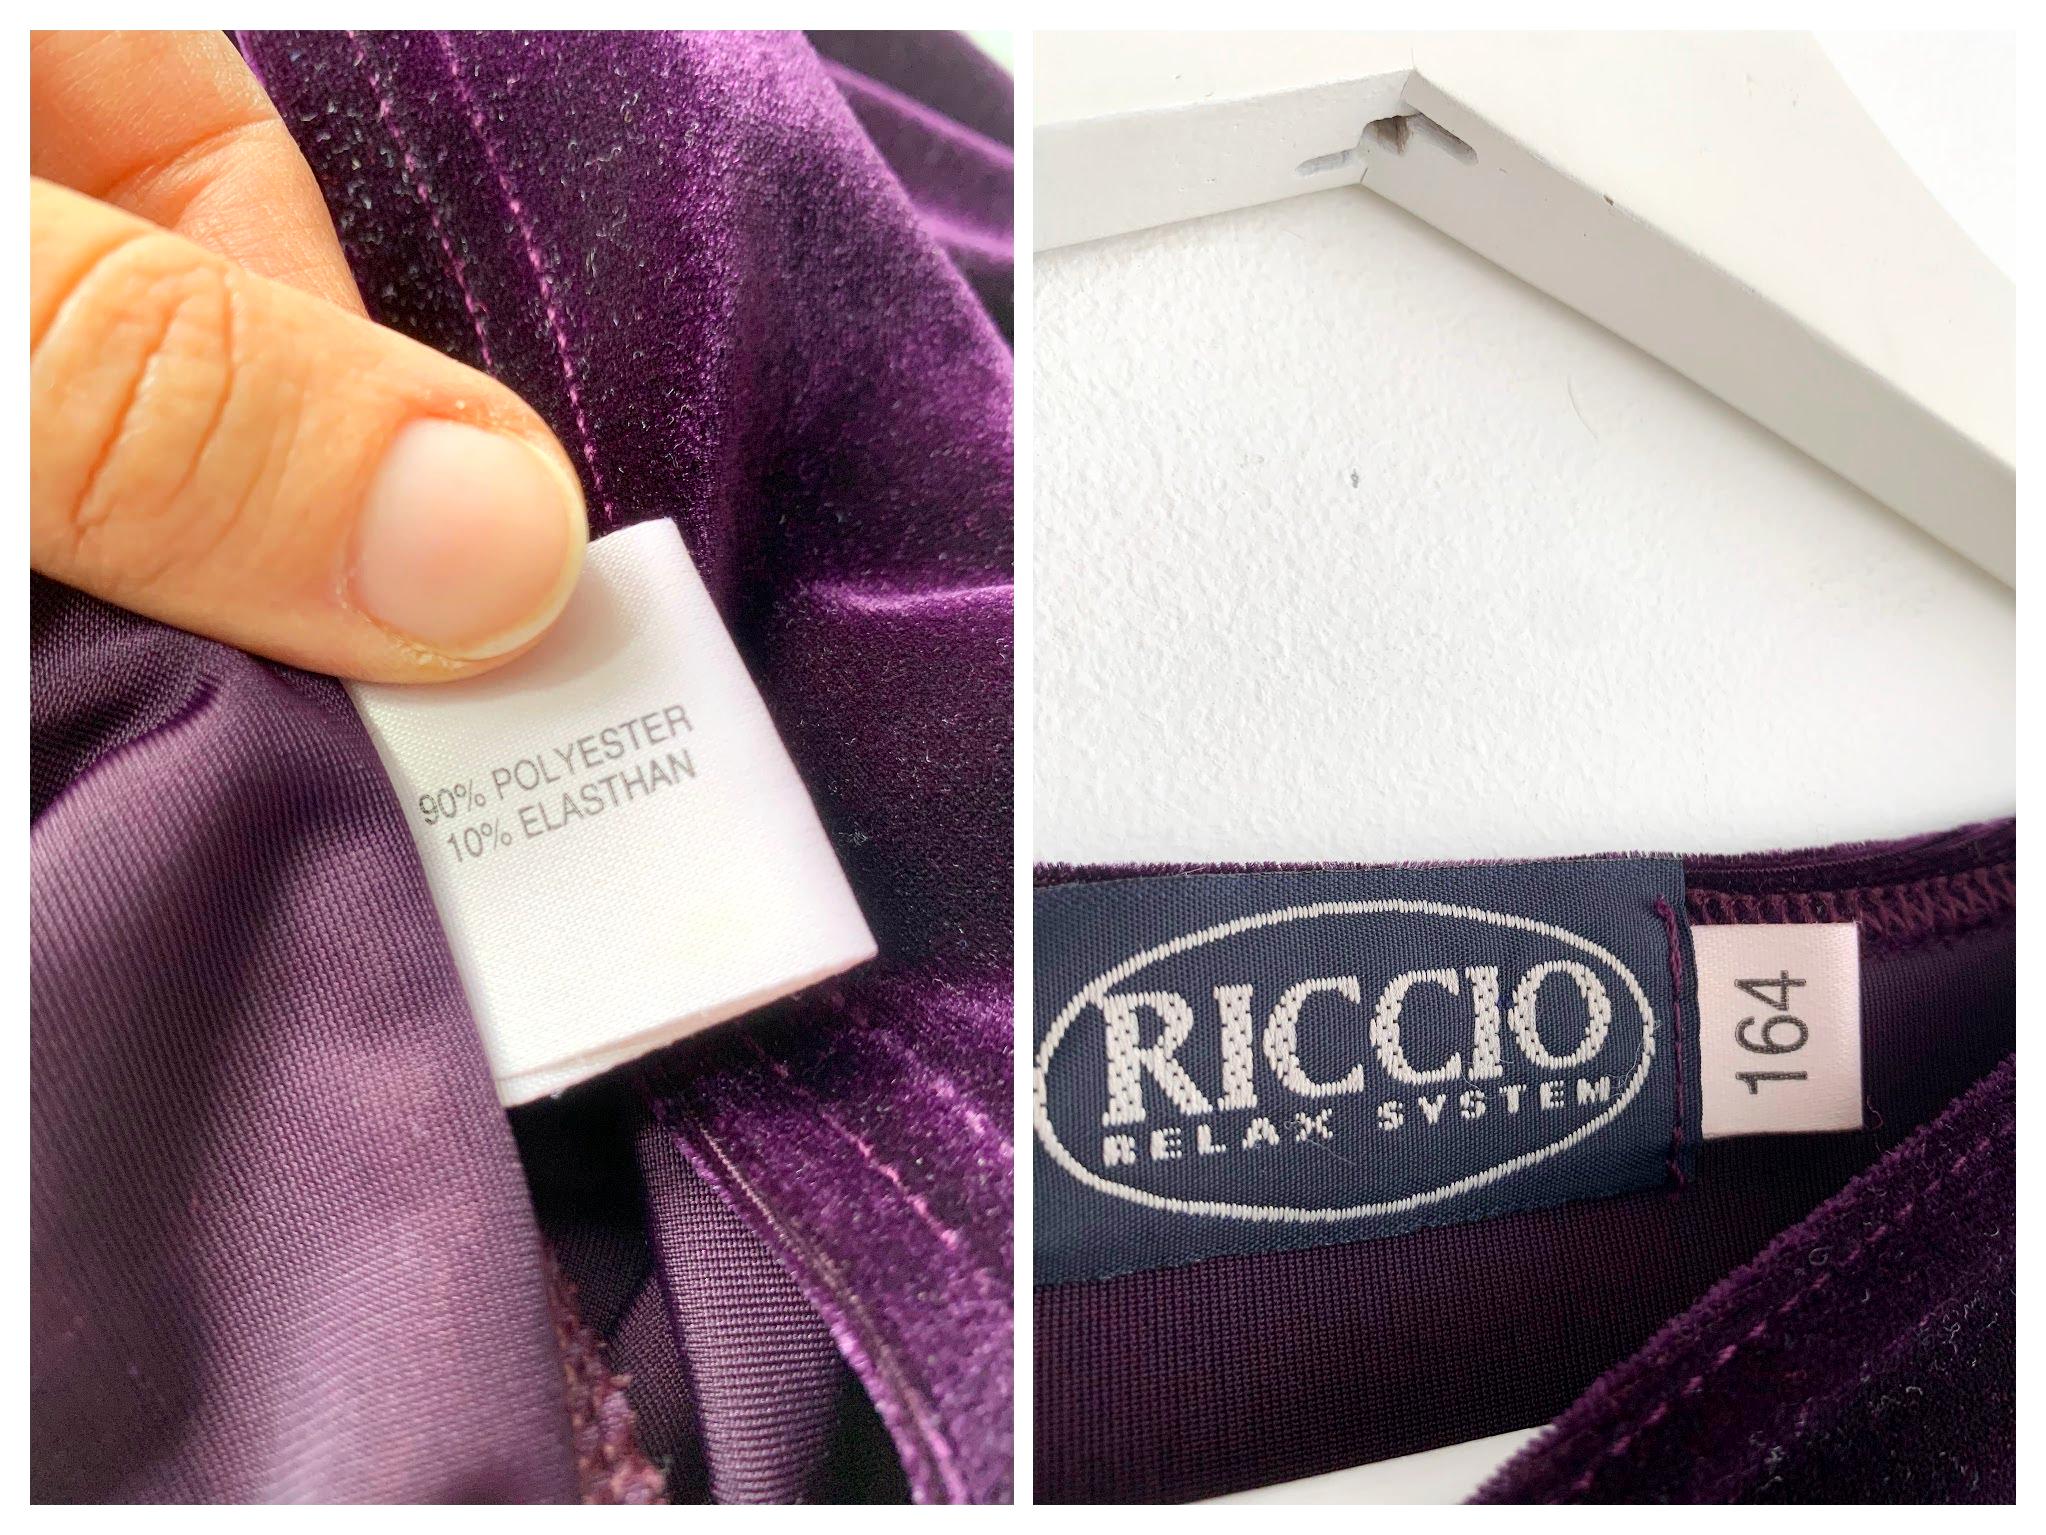 90% POLYESTER
10% ELASTHAN
RICCIO
RELAX SYSTEM
164